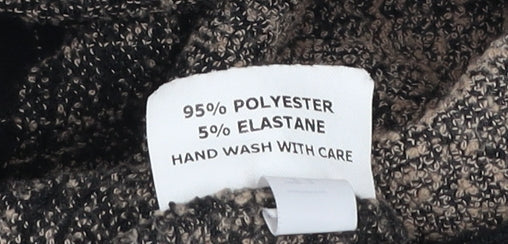 95% POLYESTER
5% ELASTANE
HAND WASH WITH CARE